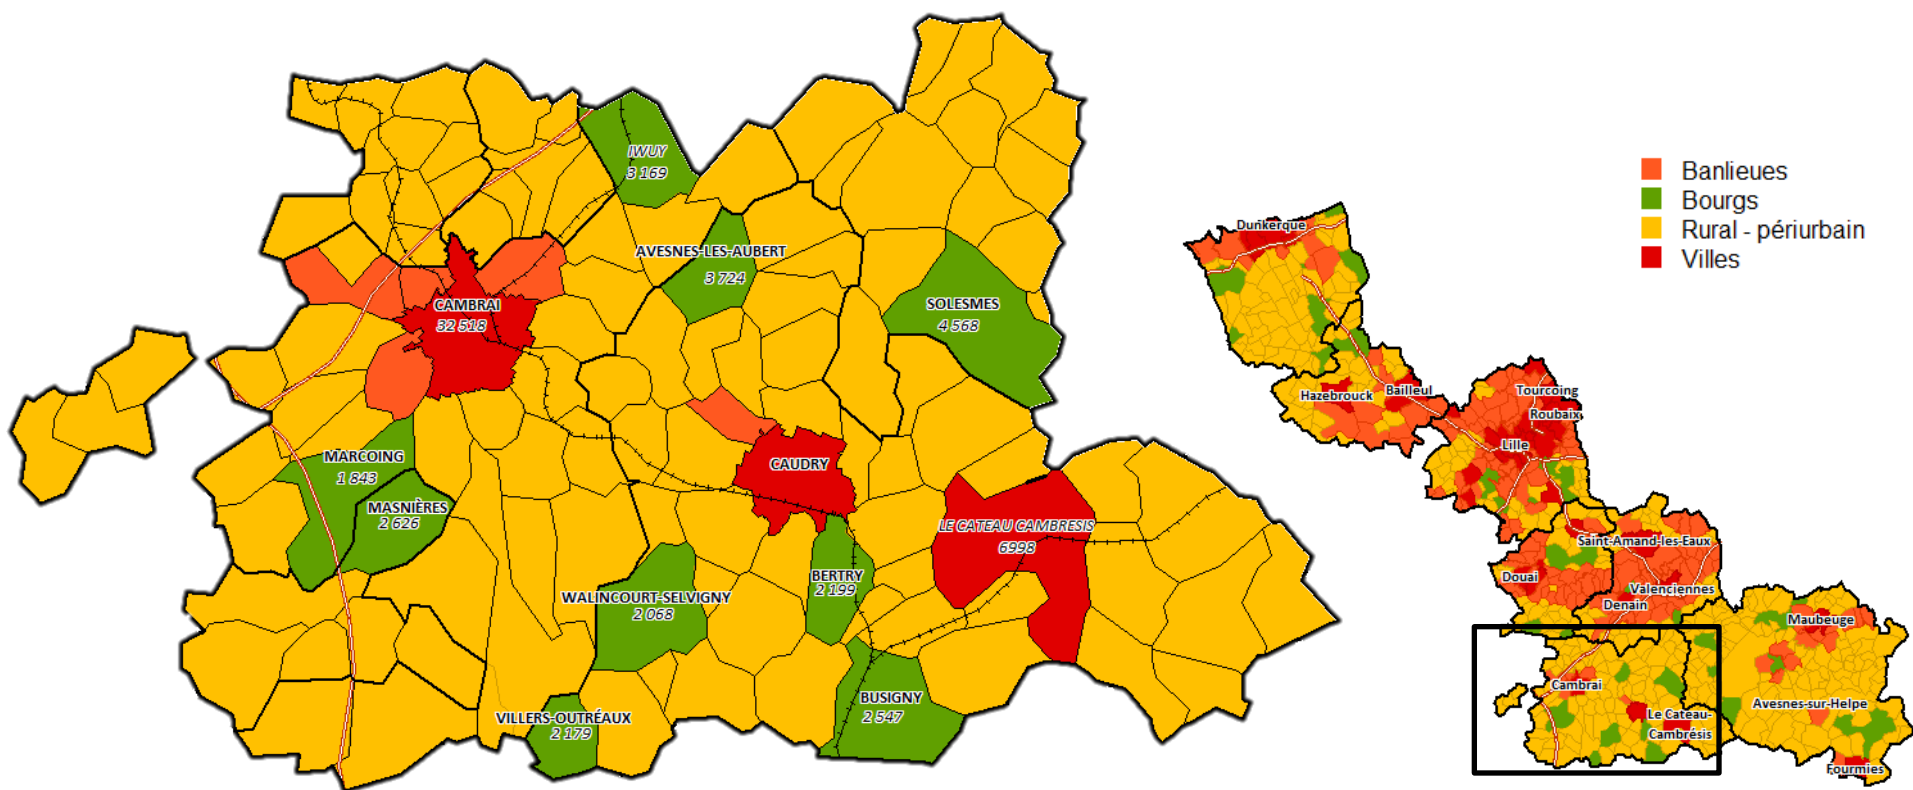 IWUY
3 169
AVESNES-LES-AUBERT
3 724
CAMBRAI
32 518
SOLESMES
4 568
MARCOING
1 843
MASNIÈRES
2 626
CAUDRY
LE CATEAU CAMBRESIS
6998
BERTRY
2 199
WALINCOURT-SELVIGNY
2 068
BUSIGNY
2 547
VILLERS-OUTRÉAUX
2 179
Banlieues
Bourgs
Rural - périurbain
Villes
Dunkerque
Hazebrouck
Bailleul
Tourcoing
Roubaix
Lille
Saint-Amand-les-Eaux
Douai
Valenciennes
Denain
Maubeuge
Cambrai
Avesnes-sur-Helpe
Le Cateau-
Cambrésis
Fourmies